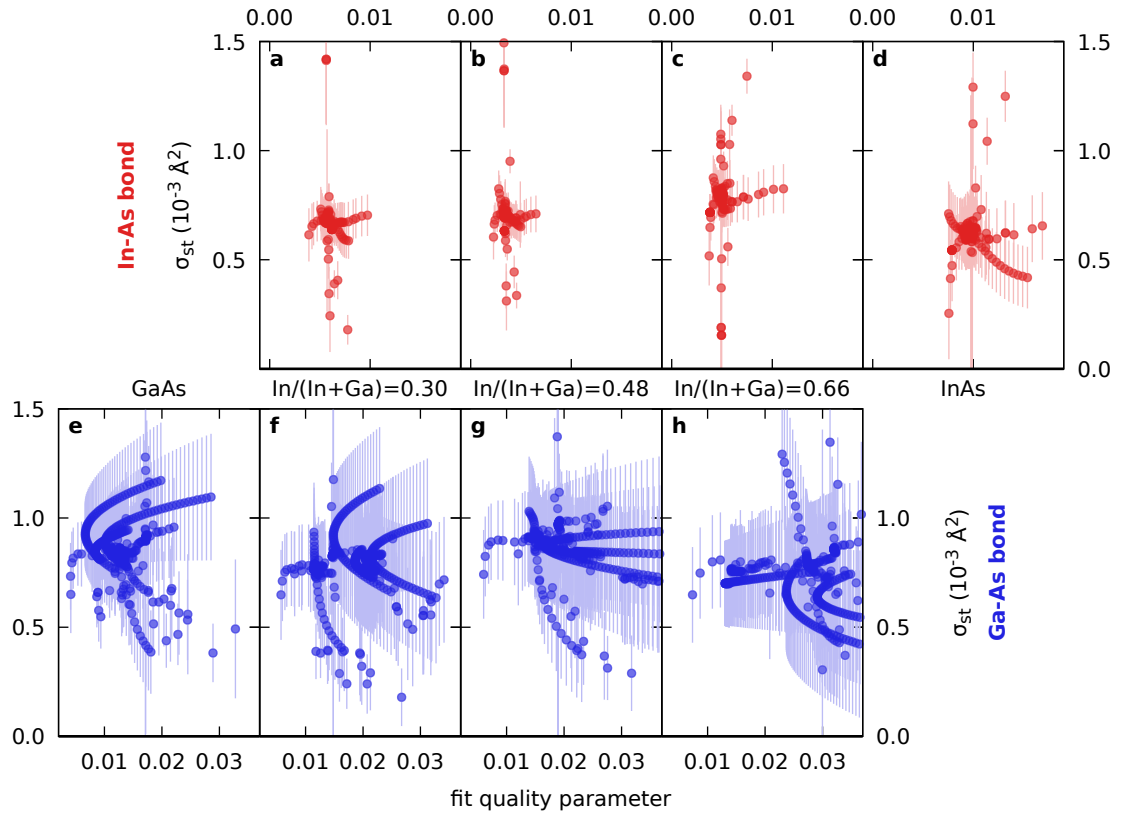 0.00 0.01 0.00 0.01 0.00 0.01 0.01
1.5 a b c d 1.5
1.0 1.0
0.5 0.5
0.0
In-As bond
σst (10-3 Å2)
GaAs In/(In+Ga)=0.30 In/(In+Ga)=0.48 In/(In+Ga)=0.66 InAs
1.5 e f g h 1.5
1.0 1.0
0.5 0.5
0.0 0.0
σst (10-3 Å2)
Ga-As bond
0.01 0.02 0.03 0.01 0.02 0.03 0.01 0.02 0.03 0.01 0.02 0.03
fit quality parameter